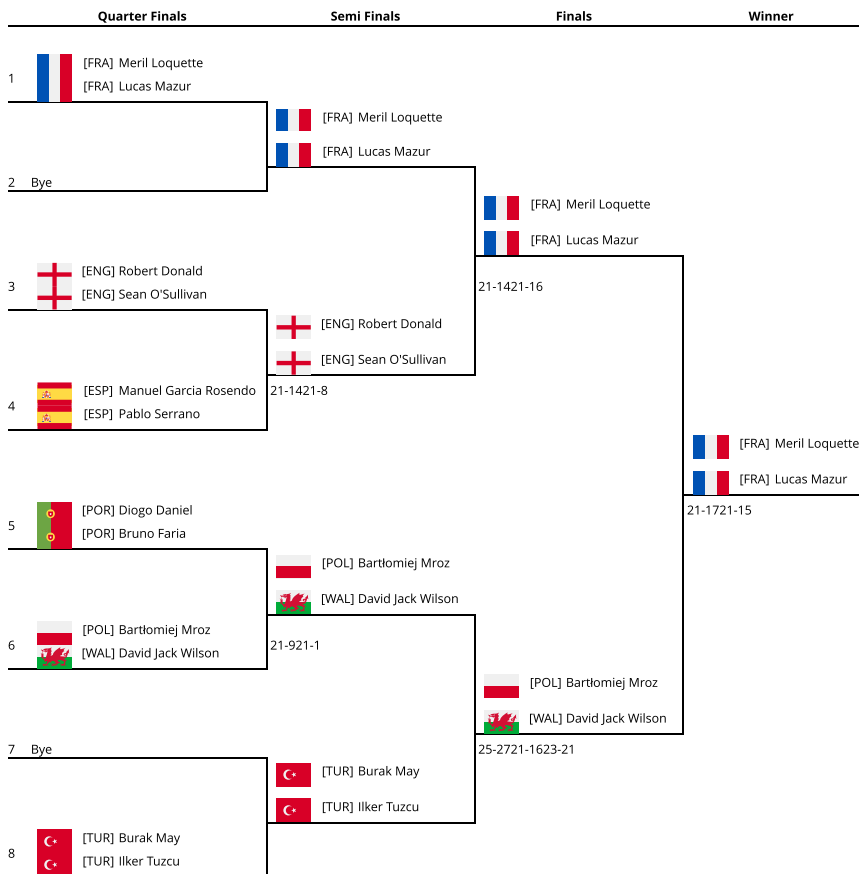 Quarter Finals Semi Finals Finals Winner
1
[FRA] Meril Loquette
[FRA] Lucas Mazur
[FRA] Meril Loquette
[FRA] Lucas Mazur
2 Bye
[FRA] Meril Loquette
[FRA] Lucas Mazur
21-1421-16
3
[ENG] Robert Donald
[ENG] Sean O'Sullivan
[ENG] Robert Donald
[ENG] Sean O'Sullivan
21-1421-8
4
[ESP] Manuel Garcia Rosendo
[ESP] Pablo Serrano
[FRA] Meril Loquette
[FRA] Lucas Mazur
21-1721-15
5
[POR] Diogo Daniel
[POR] Bruno Faria
[POL] Bartłomiej Mroz
[WAL] David Jack Wilson
21-921-1
6
[POL] Bartłomiej Mroz
[WAL] David Jack Wilson
[POL] Bartłomiej Mroz
[WAL] David Jack Wilson
25-2721-1623-21
7 Bye
[TUR] Burak May
[TUR] Ilker Tuzcu
8
[TUR] Burak May
[TUR] Ilker Tuzcu